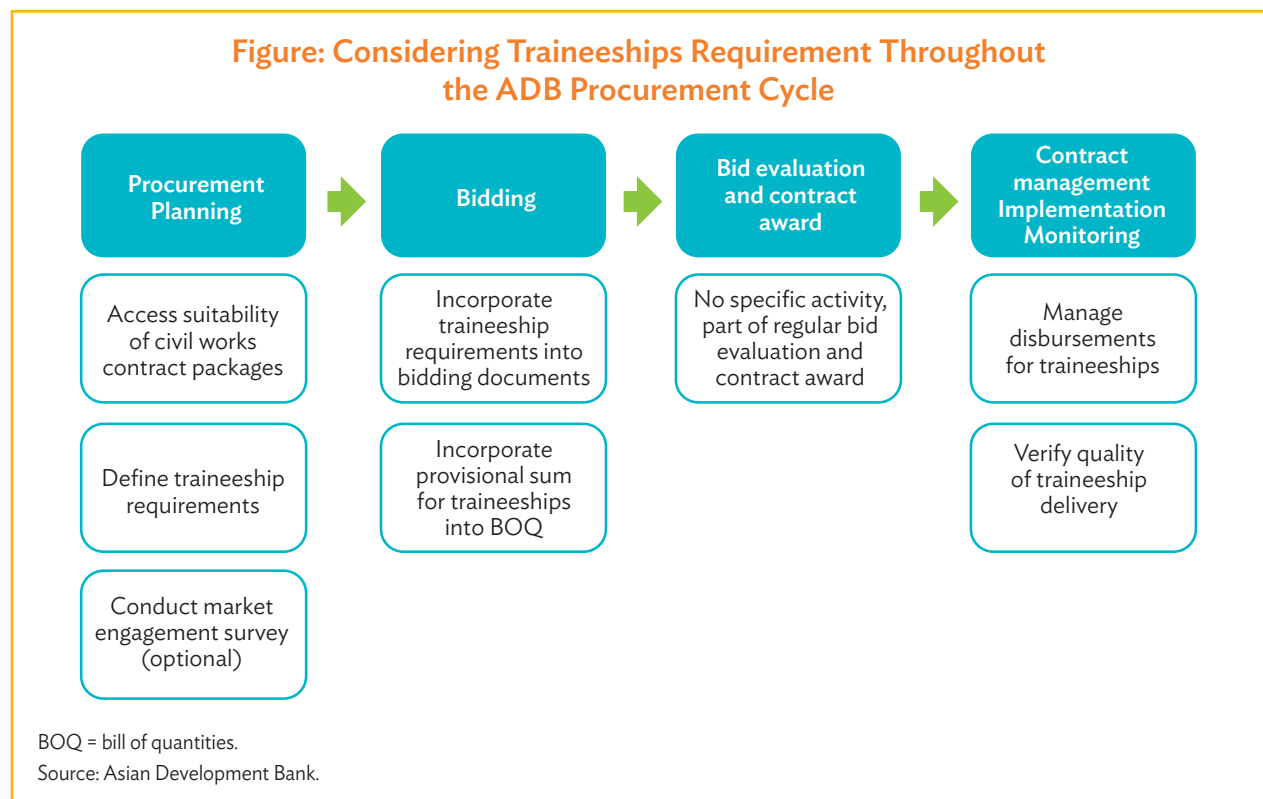 Figure: Considering Traineeships Requirement Throughout
the ADB Procurement Cycle
Procurement
Planning
Access suitability
of civil works
contract packages
Define traineeship
requirements
Conduct market
engagement survey
(optional)
Bidding
Incorporate
traineeship
requirements into
bidding documents
Incorporate
provisional sum
for traineeships
into BOQ
Bid evaluation
and contract
award
No specific activity,
part of regular bid
evaluation and
contract award
Contract
management
Implementation
Monitoring
Manage
disbursements
for traineeships
Verify quality
of traineeship
delivery
BOQ = bill of quantities.
Source: Asian Development Bank.